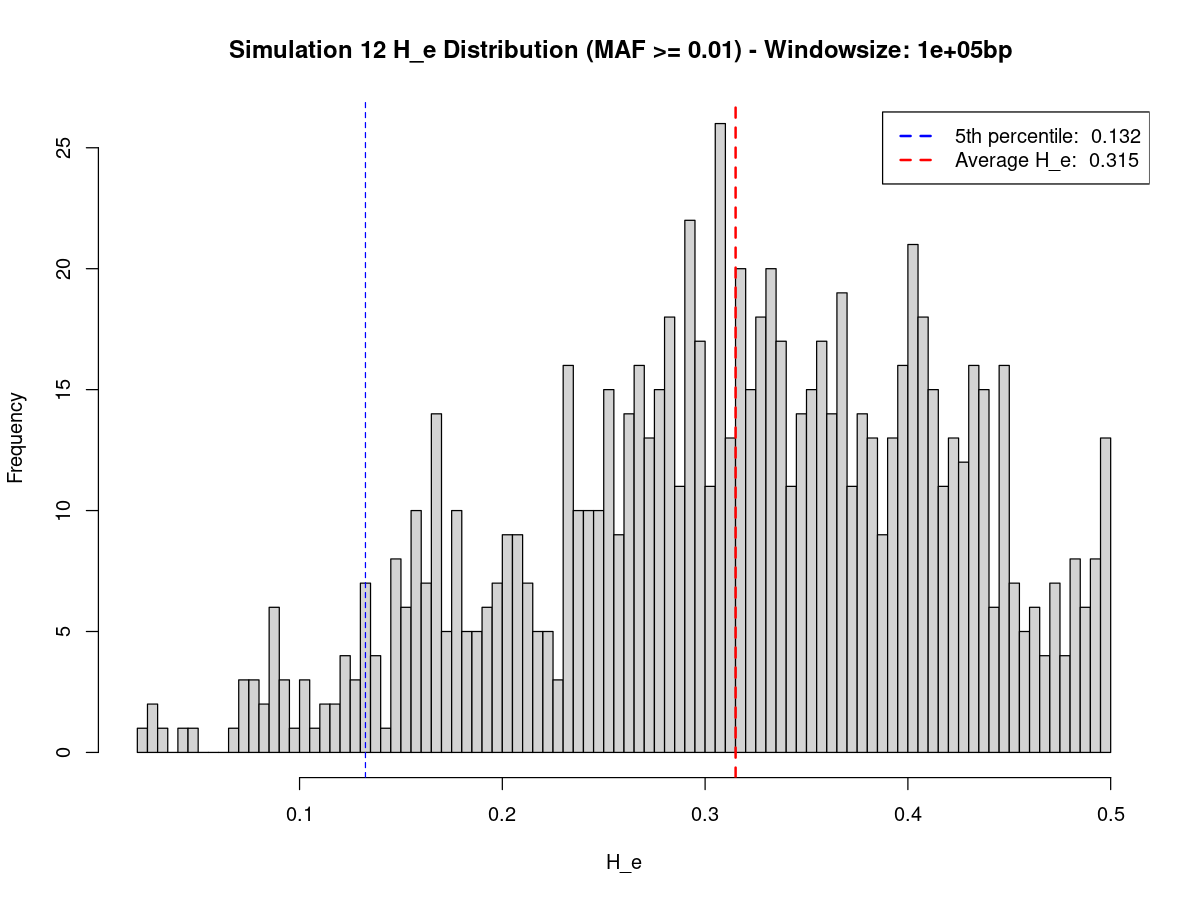 Simulation 12 H_e Distribution (MAF >= 0.01) - Windowsize: 1e+05bp
5th percentile:  0.132
Average H_e:  0.315
Frequency
25
20
15
10
5
0
0.1
0.2
0.3
0.4
0.5
H_e